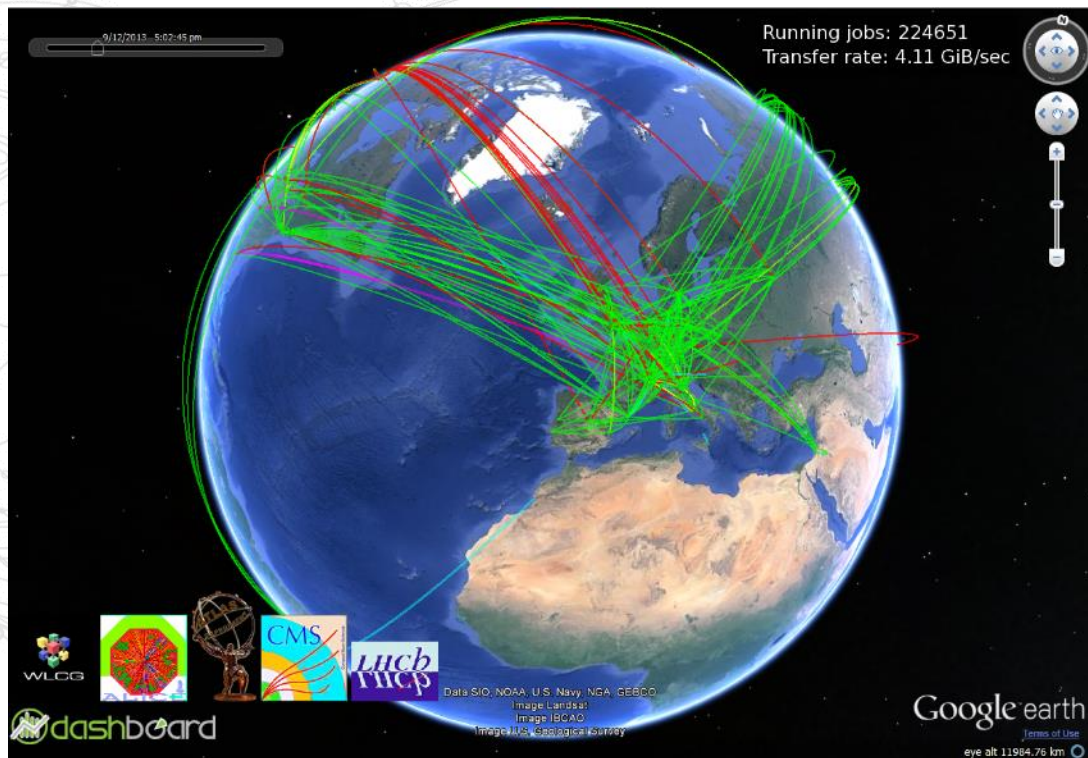 9/12/2013 5:02:45 pm
Running jobs: 224651
Transfer rate: 4.11 GiB/sec
N
WLCG
ALICE
ATLAS
CMS
LHCb
dashboard
Data SIO, NOAA, U.S. Navy, NGA, GEBCO
Image Landsat
Image IBCAO
Image U.S. Geological Survey
Google earth
Terms of Use
eye alt 11984.76 km